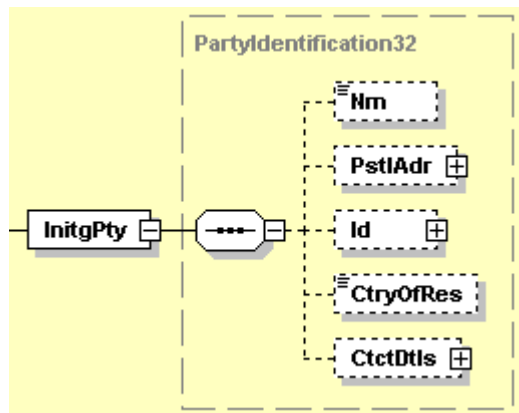 PartyIdentification32
Nm
PstlAdr
InitgPty
Id
CtryOfRes
CtctDtls